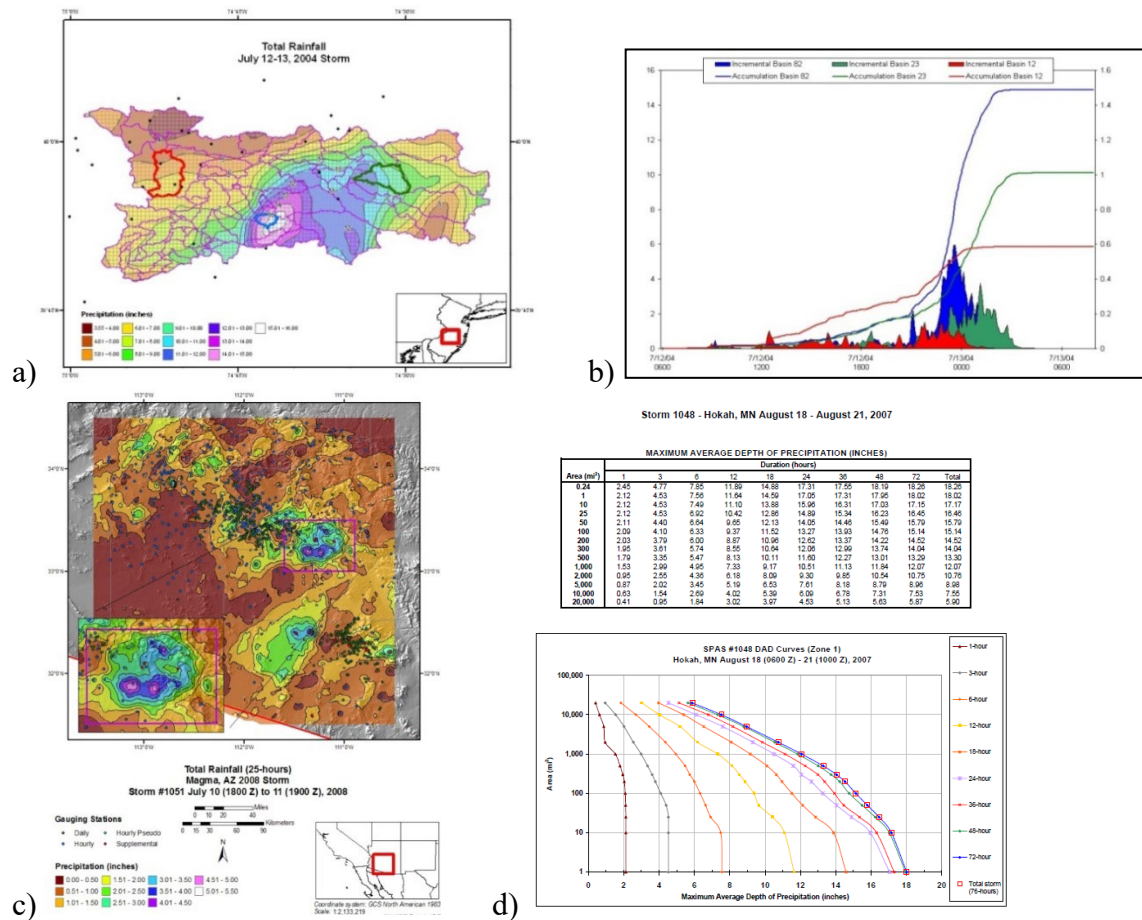 Total Rainfall
July 12-13, 2004 Storm
Precipitation (inches)
a)
Incremental Basin 82 Incremental Basin 23 Incremental Basin 12
Accumulation Basin 82 Accumulation Basin 23 Accumulation Basin 12
16 1.6
14 1.4
12 1.2
10 1
8 0.8
6 0.6
4 0.4
2 0.2
0 0
7/12/04 7/12/04 7/12/04 7/13/04 7/13/04
0600 1200 1800 0000 0600
b)
Total Rainfall (25-hours)
Magma, AZ 2008 Storm
Storm #1051 July 10 (1800 Z) to 11 (1900 Z), 2008
Miles
Kilometers
Gauging Stations
Daily Hourly Pseudo
Hourly Supplemental
N
Precipitation (inches)
0.00 - 0.50 1.51 - 2.00 3.01 - 3.50 4.51 - 5.00
0.51 - 1.00 2.01 - 2.50 3.51 - 4.00 5.01 - 5.50
1.01 - 1.50 2.51 - 3.00 4.01 - 4.50
Coordinate system: GCS North American 1983
Scale: 1:2,133,219
c)
Storm 1048 - Hokah, MN August 18 - August 21, 2007
MAXIMUM AVERAGE DEPTH OF PRECIPITATION (INCHES)
Duration (hours)
Area (mi²) 1 3 6 12 18 24 36 48 72 Total
0.24 2.45 4.77 7.85 11.89 14.88 17.31 17.55 18.19 18.26 18.26
1 2.12 4.53 7.56 11.64 14.59 17.05 17.31 17.95 18.02 18.02
10 2.12 4.53 7.49 11.10 13.88 15.96 16.31 17.03 17.15 17.17
25 2.12 4.53 6.92 10.42 12.86 14.89 15.34 16.23 16.45 16.46
50 2.11 4.40 6.64 9.65 12.13 14.05 14.46 15.49 15.79 15.79
100 2.09 4.10 6.33 9.37 11.52 13.27 13.93 14.76 15.14 15.14
200 2.03 3.79 6.00 8.87 10.96 12.62 13.37 14.22 14.52 14.52
300 1.95 3.61 5.74 8.55 10.64 12.06 12.99 13.74 14.04 14.04
500 1.79 3.35 5.47 8.13 10.11 11.60 12.27 13.01 13.29 13.30
1,000 1.53 2.99 4.95 7.33 9.17 10.51 11.13 11.84 12.07 12.07
2,000 0.95 2.55 4.36 6.18 8.09 9.30 9.85 10.54 10.75 10.76
5,000 0.87 2.02 3.45 5.19 6.53 7.61 8.18 8.79 8.96 8.98
10,000 0.63 1.54 2.69 4.02 5.39 6.09 6.78 7.31 7.53 7.55
20,000 0.41 0.95 1.84 3.02 3.97 4.53 5.13 5.63 5.87 5.90
SPAS #1048 DAD Curves (Zone 1)
Hokah, MN August 18 (0600 Z) - 21 (1000 Z), 2007
100,000
10,000
1,000
100
10
1
Area (mi²)
0 2 4 6 8 10 12 14 16 18 20
Maximum Average Depth of Precipitation (inches)
1-hour
3-hour
6-hour
12-hour
18-hour
24-hour
36-hour
48-hour
72-hour
Total storm
(76-hours)
d)